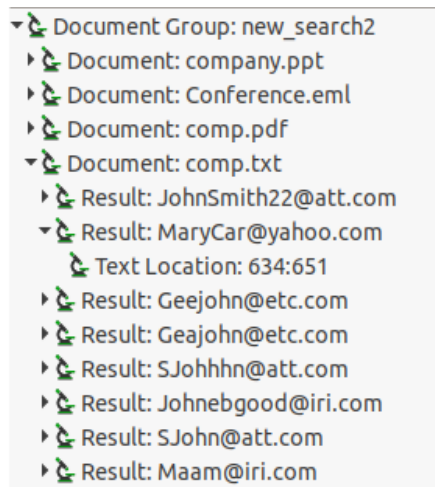 Document Group: new_search2
Document: company.ppt
Document: Conference.eml
Document: comp.pdf
Document: comp.txt
Result: JohnSmith22@att.com
Result: MaryCar@yahoo.com
Text Location: 634:651
Result: Geejohn@etc.com
Result: Geajohn@etc.com
Result: SJohhhn@att.com
Result: Johnebgood@iri.com
Result: SJohn@att.com
Result: Maam@iri.com